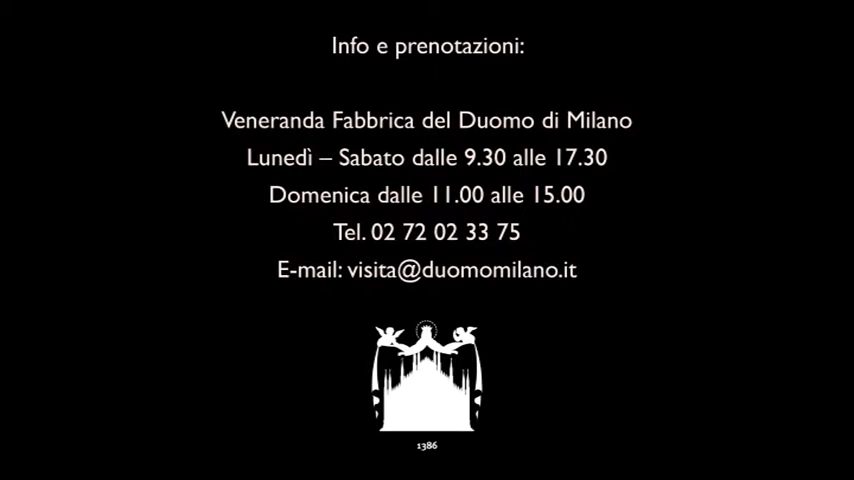 Info e prenotazioni:
Veneranda Fabbrica del Duomo di Milano
Lunedì – Sabato dalle 9.30 alle 17.30
Domenica dalle 11.00 alle 15.00
Tel. 02 72 02 33 75
E-mail: visita@duomomilano.it
1386